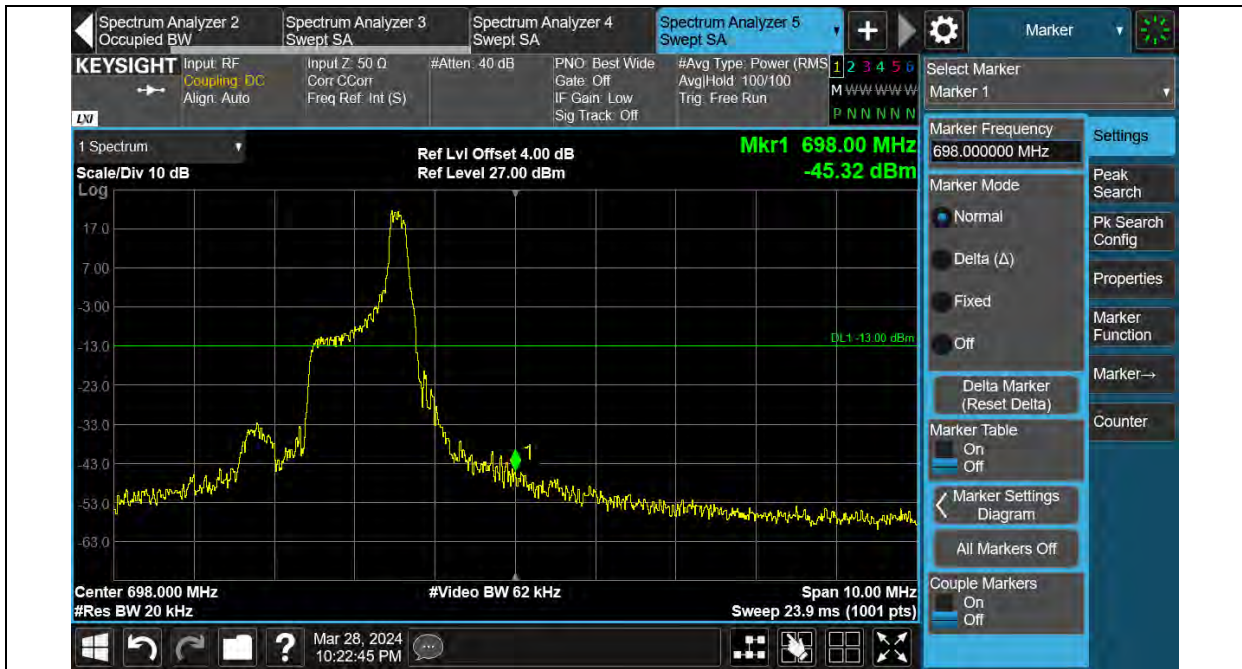 Spectrum Analyzer 2
Occupied BW
Spectrum Analyzer 3
Swept SA
Spectrum Analyzer 4
Swept SA
Spectrum Analyzer 5
Swept SA
+
Marker
KEYSIGHT
LXI
Input: RF
Coupling: DC
Align: Auto
Input Z: 50 Ω
Corr CCorr
Freq Ref: Int (S)
#Atten: 40 dB
PNO: Best Wide
Gate: Off
IF Gain: Low
Sig Track: Off
#Avg Type: Power (RMS
Avg|Hold: 100/100
Trig: Free Run
1 2 3 4 5 6
M W W W W W
P N N N N N
Select Marker
Marker 1
1 Spectrum
Scale/Div 10 dB
Ref Lvl Offset 4.00 dB
Ref Level 27.00 dBm
Mkr1 698.00 MHz
-45.32 dBm
Log
17.0
7.00
-3.00
-13.0
-23.0
-33.0
-43.0
-53.0
-63.0
DL1 -13.00 dBm
1
Center 698.000 MHz
#Video BW 62 kHz
Span 10.00 MHz
#Res BW 20 kHz
Sweep 23.9 ms (1001 pts)
Marker Frequency
698.000000 MHz
Marker Mode
Normal
Delta (Δ)
Fixed
Off
Delta Marker
(Reset Delta)
Marker Table
On
Off
Marker Settings
Diagram
All Markers Off
Couple Markers
On
Off
Settings
Peak
Search
Pk Search
Config
Properties
Marker
Function
Marker→
Counter
?
Mar 28, 2024
10:22:45 PM